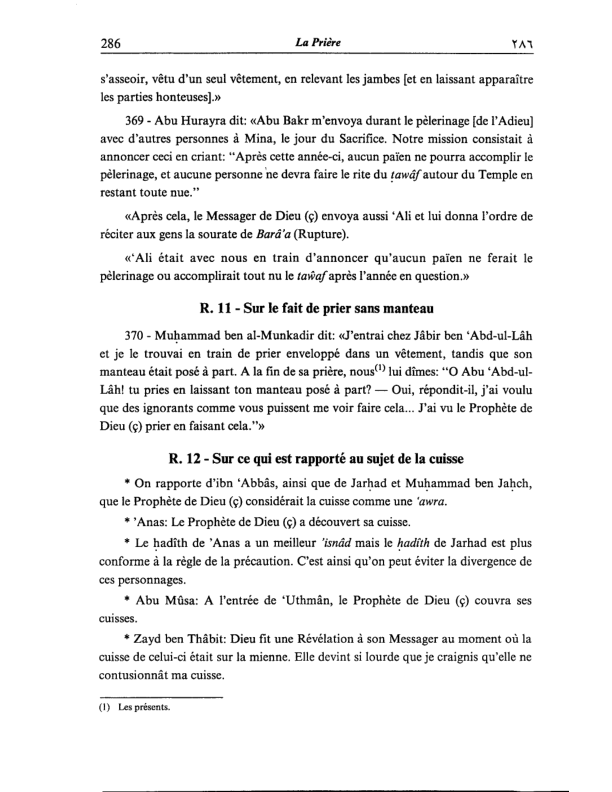 286 La Prière ٢٨٦
s'asseoir, vêtu d'un seul vêtement, en relevant les jambes [et en laissant apparaître
les parties honteuses].»
369 - Abu Hurayra dit: «Abu Bakr m'envoya durant le pèlerinage [de l'Adieu]
avec d'autres personnes à Mina, le jour du Sacrifice. Notre mission consistait à
annoncer ceci en criant: "Après cette année-ci, aucun païen ne pourra accomplir le
pèlerinage, et aucune personne ne devra faire le rite du ṭawâf autour du Temple en
restant toute nue."
«Après cela, le Messager de Dieu (ç) envoya aussi 'Ali et lui donna l'ordre de
réciter aux gens la sourate de Barâ'a (Rupture).
«'Ali était avec nous en train d'annoncer qu'aucun païen ne ferait le
pèlerinage ou accomplirait tout nu le taŵaf après l'année en question.»
R. 11 - Sur le fait de prier sans manteau
370 - Muḥammad ben al-Munkadir dit: «J'entrai chez Jâbir ben 'Abd-ul-Lâh
et je le trouvai en train de prier enveloppé dans un vêtement, tandis que son
manteau était posé à part. A la fin de sa prière, nous(1) lui dîmes: "O Abu 'Abd-ul-
Lâh! tu pries en laissant ton manteau posé à part? — Oui, répondit-il, j'ai voulu
que des ignorants comme vous puissent me voir faire cela... J'ai vu le Prophète de
Dieu (ç) prier en faisant cela."»
R. 12 - Sur ce qui est rapporté au sujet de la cuisse
* On rapporte d'ibn 'Abbâs, ainsi que de Jarḥad et Muḥammad ben Jaḥch,
que le Prophète de Dieu (ç) considérait la cuisse comme une 'awra.
* 'Anas: Le Prophète de Dieu (ç) a découvert sa cuisse.
* Le ḥadîth de 'Anas a un meilleur 'isnâd mais le ḥadîth de Jarhad est plus
conforme à la règle de la précaution. C'est ainsi qu'on peut éviter la divergence de
ces personnages.
* Abu Mûsa: A l'entrée de 'Uthmân, le Prophète de Dieu (ç) couvra ses
cuisses.
* Zayd ben Thâbit: Dieu fit une Révélation à son Messager au moment où la
cuisse de celui-ci était sur la mienne. Elle devint si lourde que je craignis qu'elle ne
contusionnât ma cuisse.
(1) Les présents.